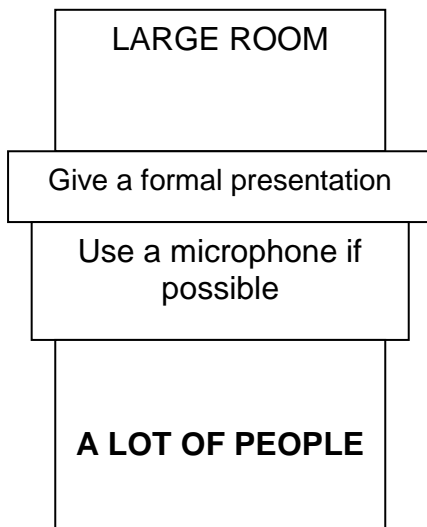 LARGE ROOM
Give a formal presentation
Use a microphone if
possible
A LOT OF PEOPLE